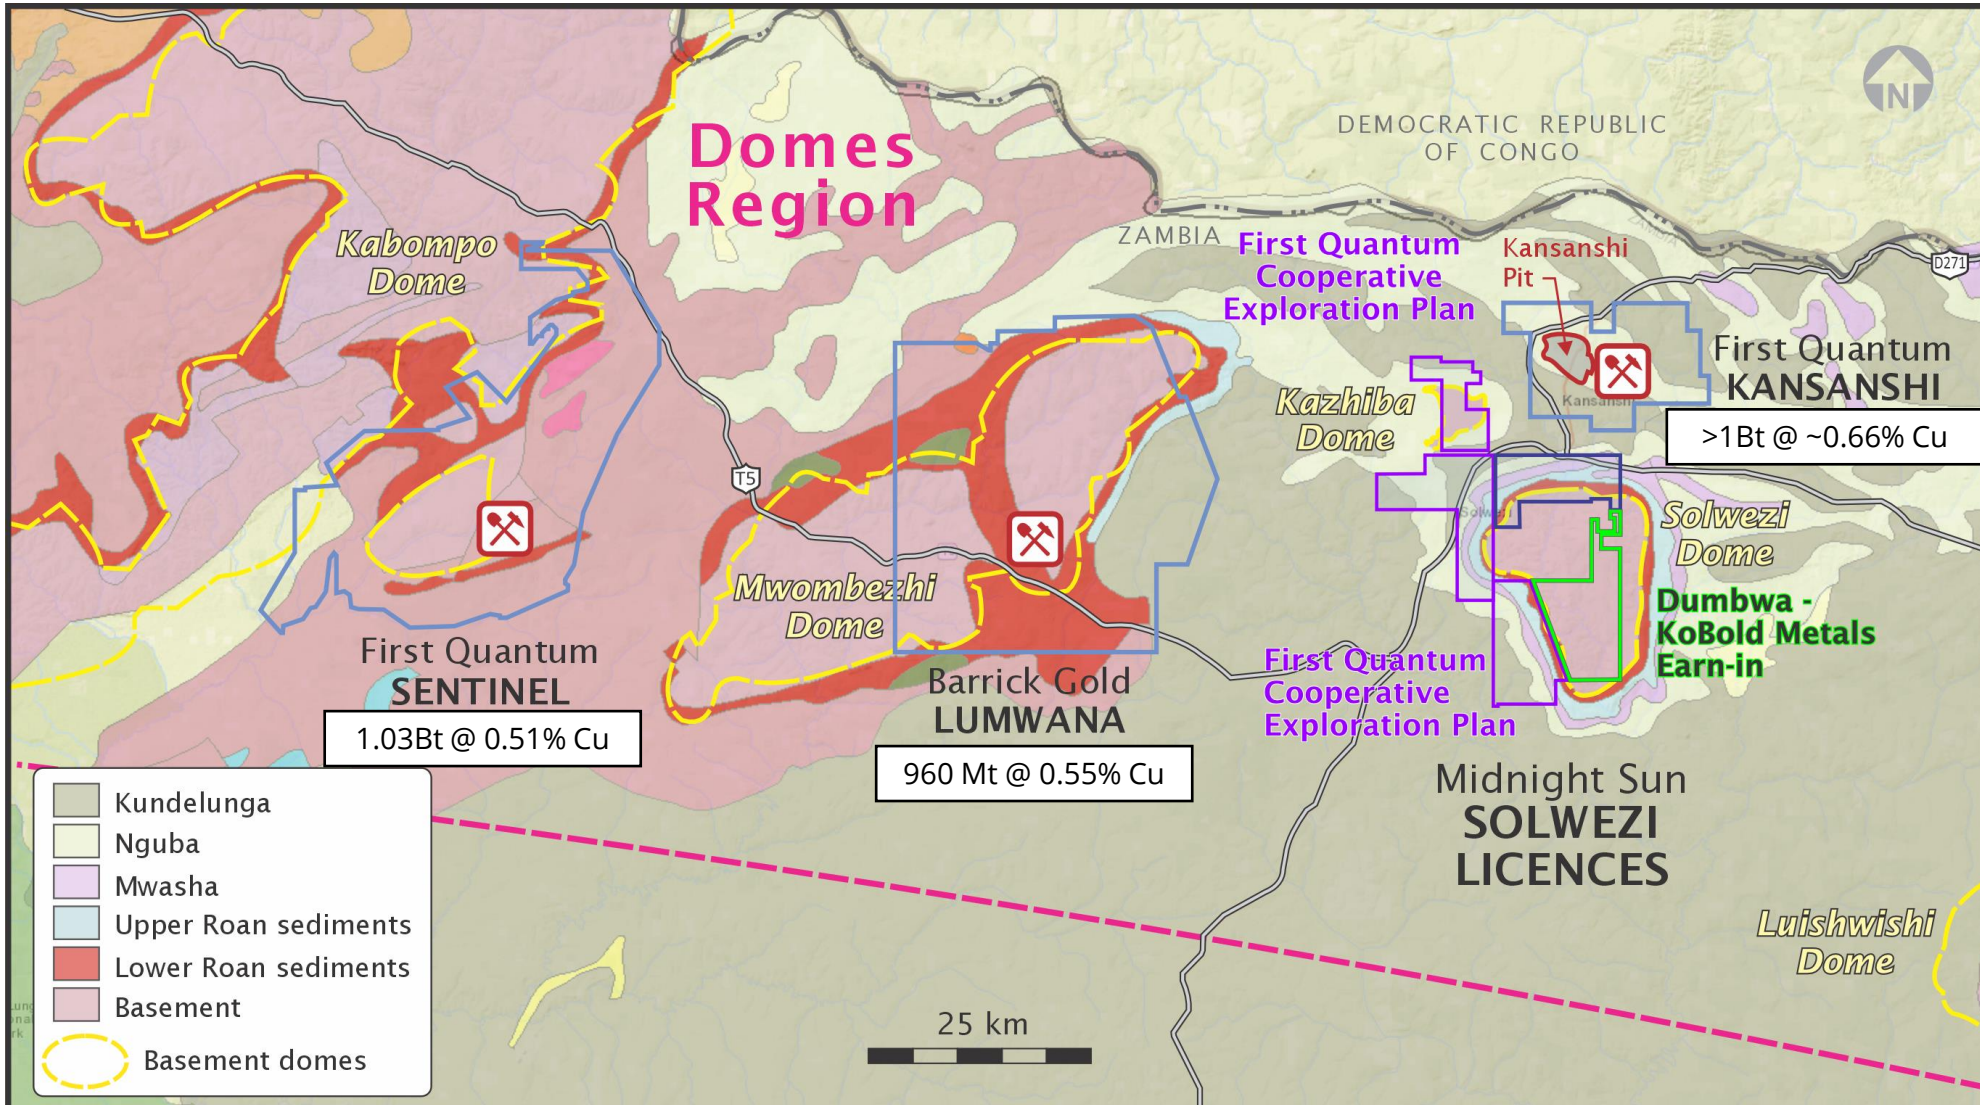 Domes
Region
DEMOCRATIC REPUBLIC
OF CONGO
N
ZAMBIA
ZAMBIA
D271
First Quantum
Cooperative
Exploration Plan
Kansanshi
Pit
Kabompo
Dome
First Quantum
KANSANSHI
>1Bt @ ~0.66% Cu
Kansanshi
Kazhiba
Dome
T5
Solwezi
Solwezi
Dome
Mwombezhi
Dome
Dumbwa -
KoBold Metals
Earn-in
First Quantum
SENTINEL
1.03Bt @ 0.51% Cu
Barrick Gold
LUMWANA
960 Mt @ 0.55% Cu
First Quantum
Cooperative
Exploration Plan
Midnight Sun
SOLWEZI
LICENCES
Luishwishi
Dome
Kundelunga
Nguba
Mwasha
Upper Roan sediments
Lower Roan sediments
Basement
Basement domes
25 km